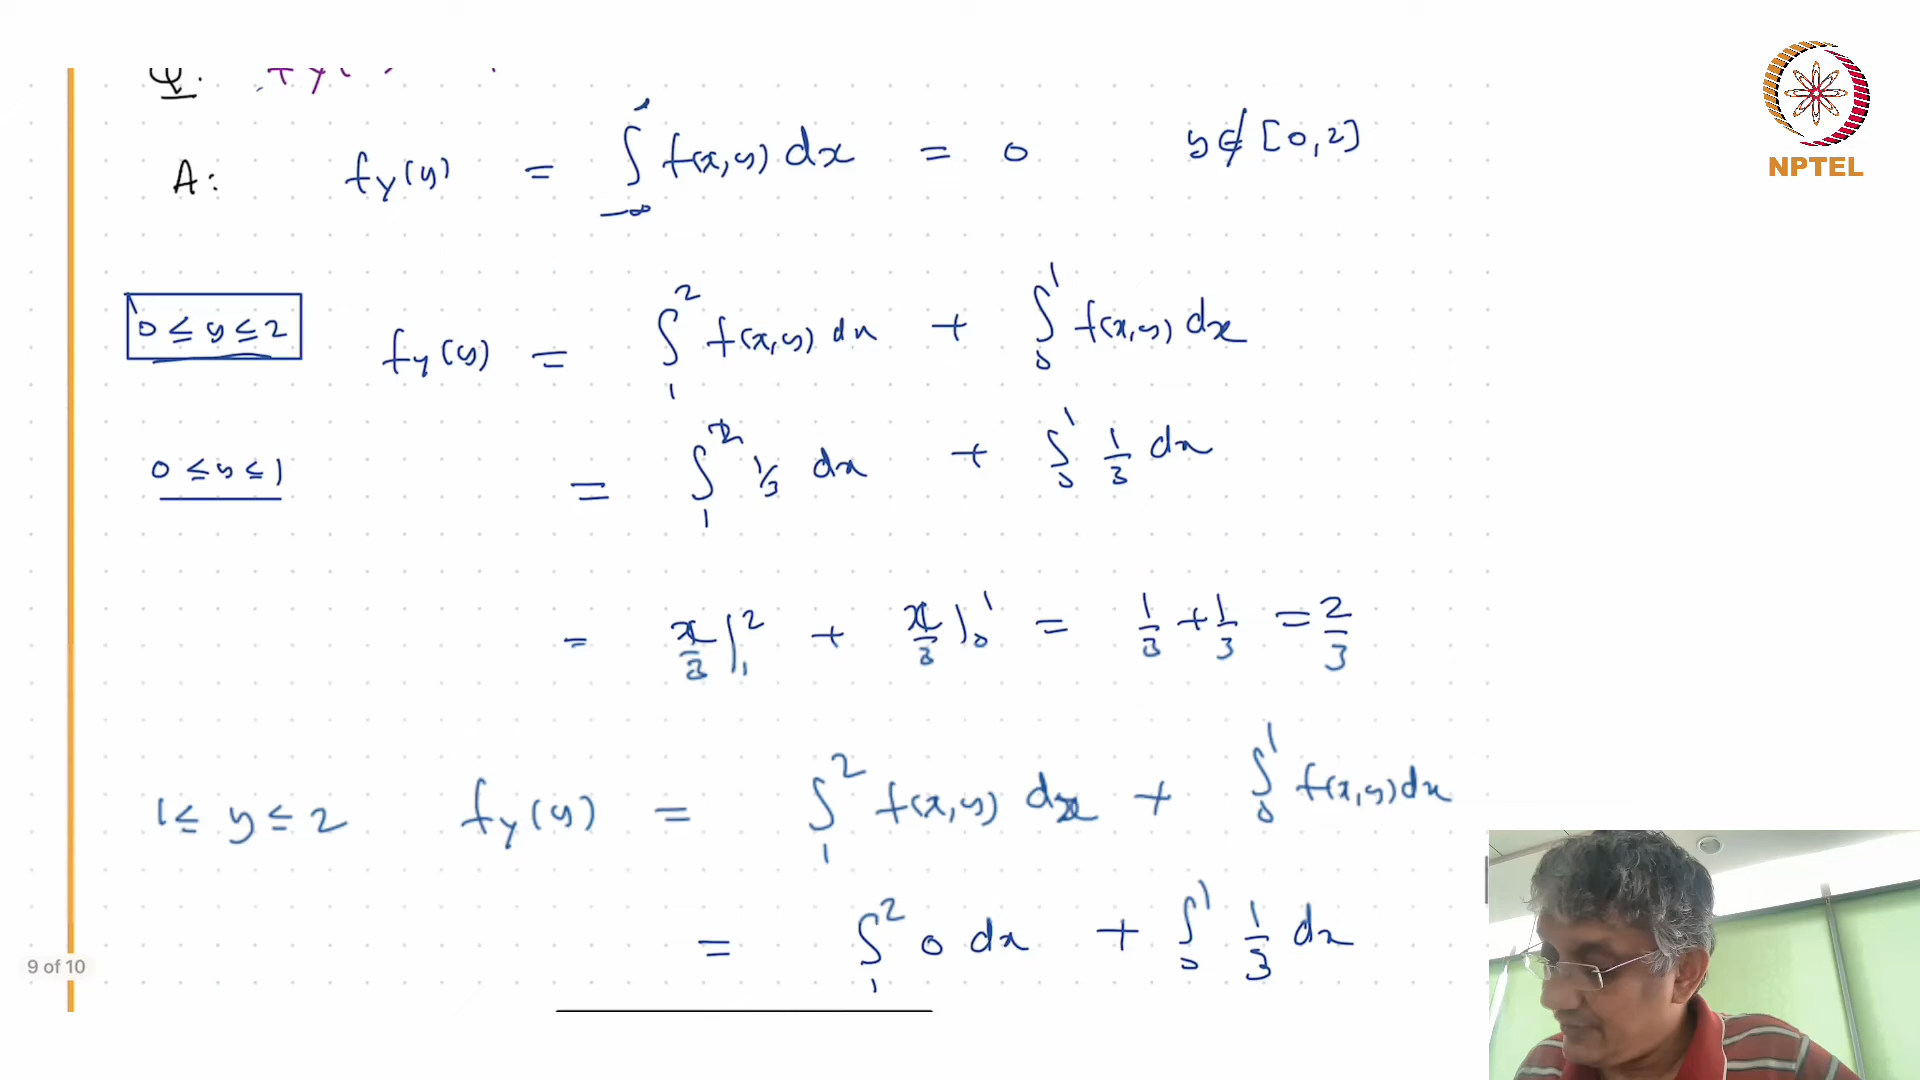 Q.
A: f_Y(y) = ∫_{-∞} f(x,y) dx = 0 y ∉ [0,2]
0 ≤ y ≤ 2 f_Y(y) = ∫_1^2 f(x,y) dx + ∫_0^1 f(x,y) dx
0 ≤ y ≤ 1 = ∫_1^2 1/3 dx + ∫_0^1 1/3 dx
= x/3 |_1^2 + x/3 |_0^1 = 1/3 + 1/3 = 2/3
1 ≤ y ≤ 2 f_Y(y) = ∫_1^2 f(x,y) dx + ∫_0^1 f(x,y) dx
= ∫_1^2 0 dx + ∫_0^1 1/3 dx
9 of 10
NPTEL